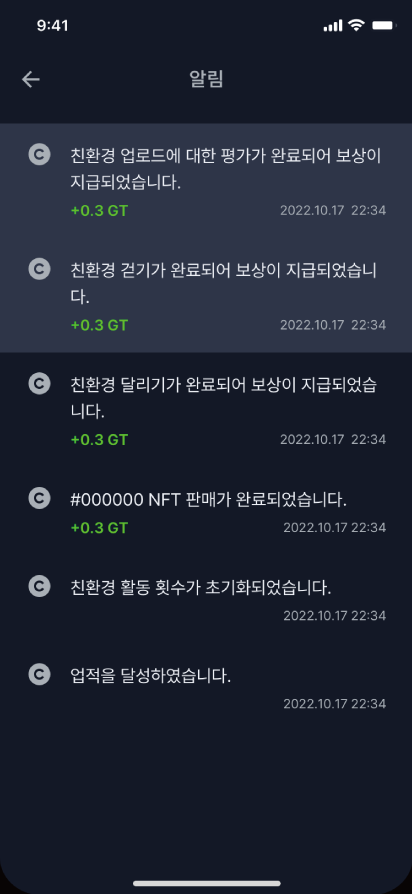 9:41
알림
친환경 업로드에 대한 평가가 완료되어 보상이
지급되었습니다.
+0.3 GT 2022.10.17 22:34
친환경 걷기가 완료되어 보상이 지급되었습니
다.
+0.3 GT 2022.10.17 22:34
친환경 달리기가 완료되어 보상이 지급되었습
니다.
+0.3 GT 2022.10.17 22:34
#000000 NFT 판매가 완료되었습니다.
+0.3 GT 2022.10.17 22:34
친환경 활동 횟수가 초기화되었습니다.
2022.10.17 22:34
업적을 달성하였습니다.
2022.10.17 22:34